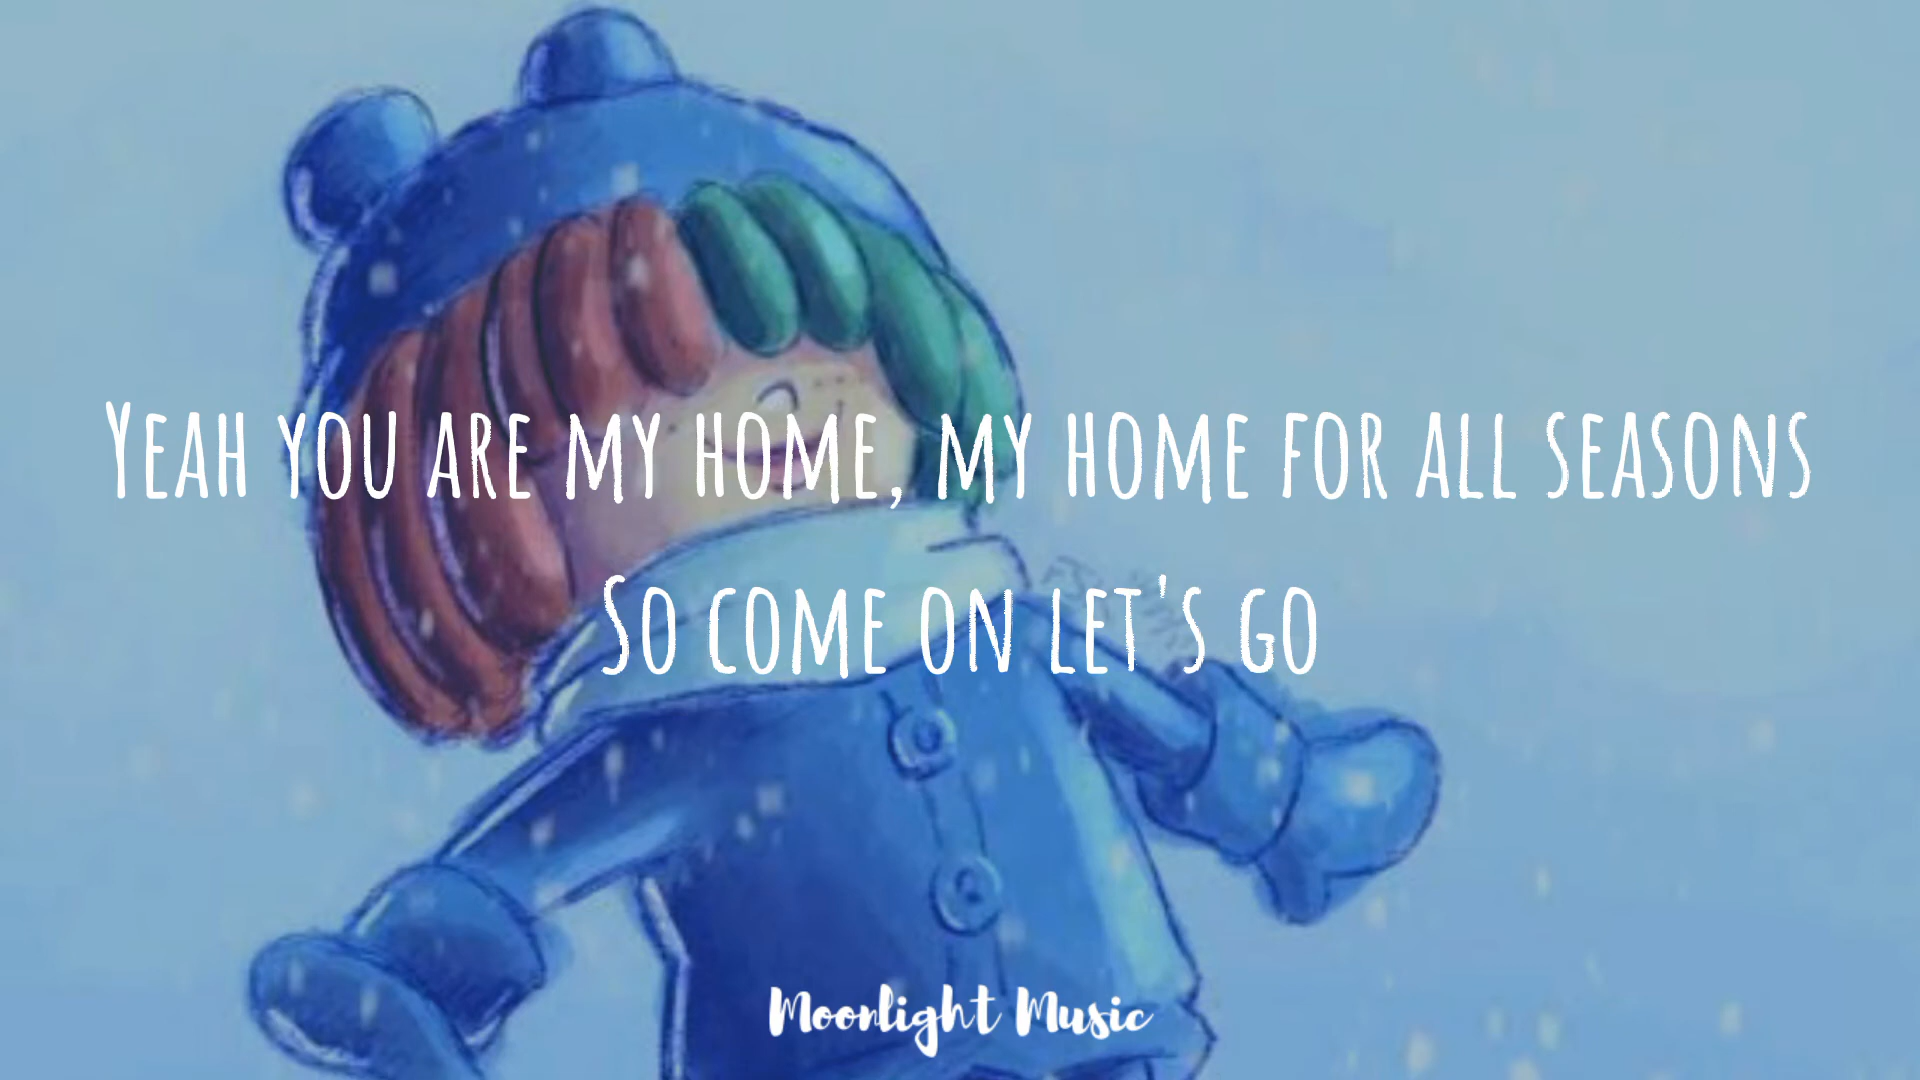 Yeah you are my home, my home for all seasons
So come on let's go
Moonlight Music